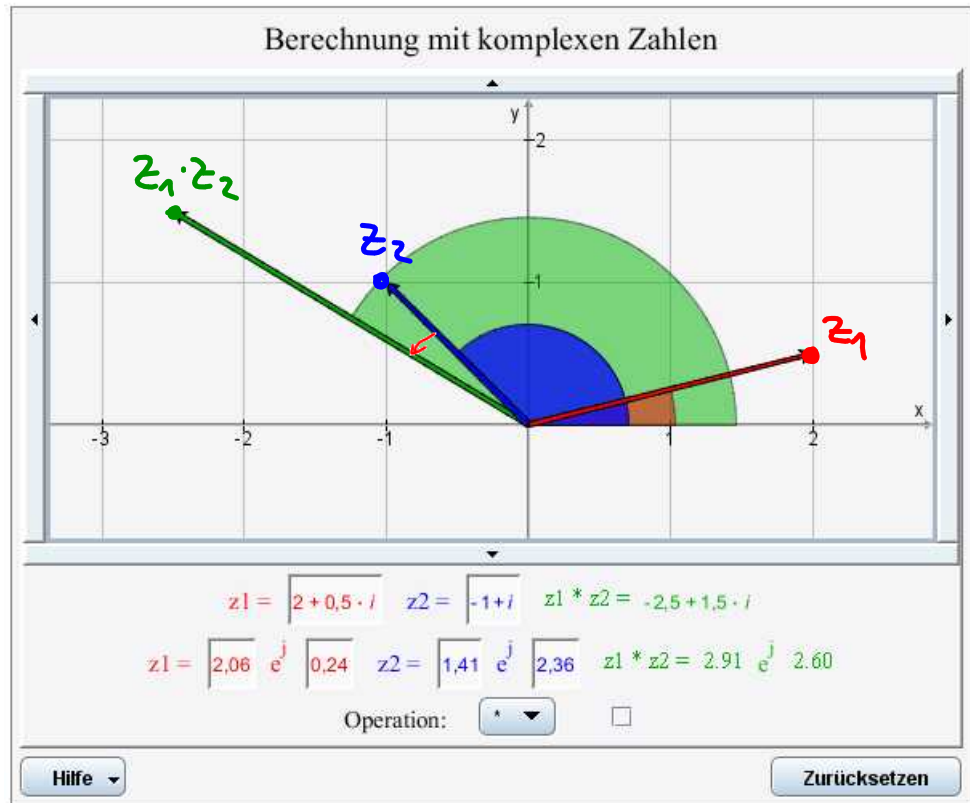 Berechnung mit komplexen Zahlen
y
2
z₁·z₂
z₂
1
z₁
x
-3 -2 -1 1 2
z1 = 2 + 0,5 · i z2 = -1+i z1 * z2 = -2,5 + 1,5 · i
z1 = 2,06 e^j 0,24 z2 = 1,41 e^j 2,36 z1 * z2 = 2.91 e^j 2.60
Operation: *
Hilfe Zurücksetzen